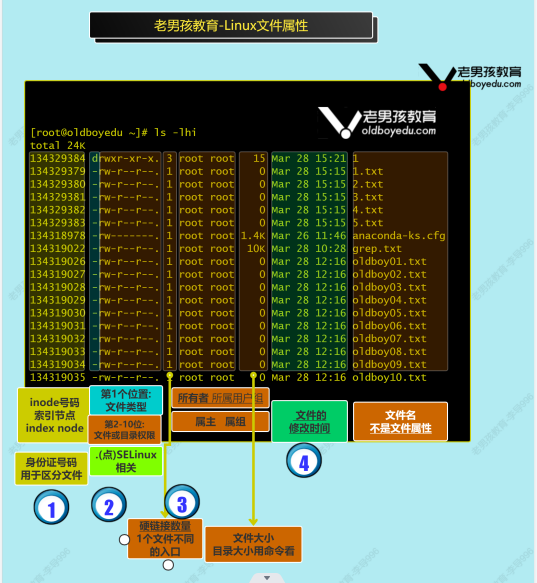 老男孩教育-Linux文件属性
老男孩教育
oldboyedu.com
老男孩教育
oldboyedu.com
[root@oldboyedu ~]# ls -lhi
total 24K
134329384 drwxr-xr-x. 3 root root 15 Mar 28 15:21 1
134329379 -rw-r--r--. 1 root root 0 Mar 28 15:15 1.txt
134329380 -rw-r--r--. 1 root root 0 Mar 28 15:15 2.txt
134329381 -rw-r--r--. 1 root root 0 Mar 28 15:15 3.txt
134329382 -rw-r--r--. 1 root root 0 Mar 28 15:15 4.txt
134329383 -rw-r--r--. 1 root root 0 Mar 28 15:15 5.txt
134318978 -rw-------. 1 root root 1.4K Mar 26 11:46 anaconda-ks.cfg
134319022 -rw-r--r--. 1 root root 10K Mar 28 10:28 grep.txt
134319026 -rw-r--r--. 1 root root 0 Mar 28 12:16 oldboy01.txt
134319027 -rw-r--r--. 1 root root 0 Mar 28 12:16 oldboy02.txt
134319028 -rw-r--r--. 1 root root 0 Mar 28 12:16 oldboy03.txt
134319029 -rw-r--r--. 1 root root 0 Mar 28 12:16 oldboy04.txt
134319030 -rw-r--r--. 1 root root 0 Mar 28 12:16 oldboy05.txt
134319031 -rw-r--r--. 1 root root 0 Mar 28 12:16 oldboy06.txt
134319032 -rw-r--r--. 1 root root 0 Mar 28 12:16 oldboy07.txt
134319033 -rw-r--r--. 1 root root 0 Mar 28 12:16 oldboy08.txt
134319034 -rw-r--r--. 1 root root 0 Mar 28 12:16 oldboy09.txt
134319035 -rw-r--r--. root root 0 Mar 28 12:16 oldboy10.txt
inode号码
索引节点
index node
第1个位置:
文件类型
第2-10位:
文件或目录权限
.(点)SELinux
相关
所有者 所属用户组
属主 属组
文件的
修改时间
文件名
不是文件属性
身份证号码
用于区分文件
1
2
3
4
硬链接数量
1个文件不同
的入口
文件大小
目录大小用命令看